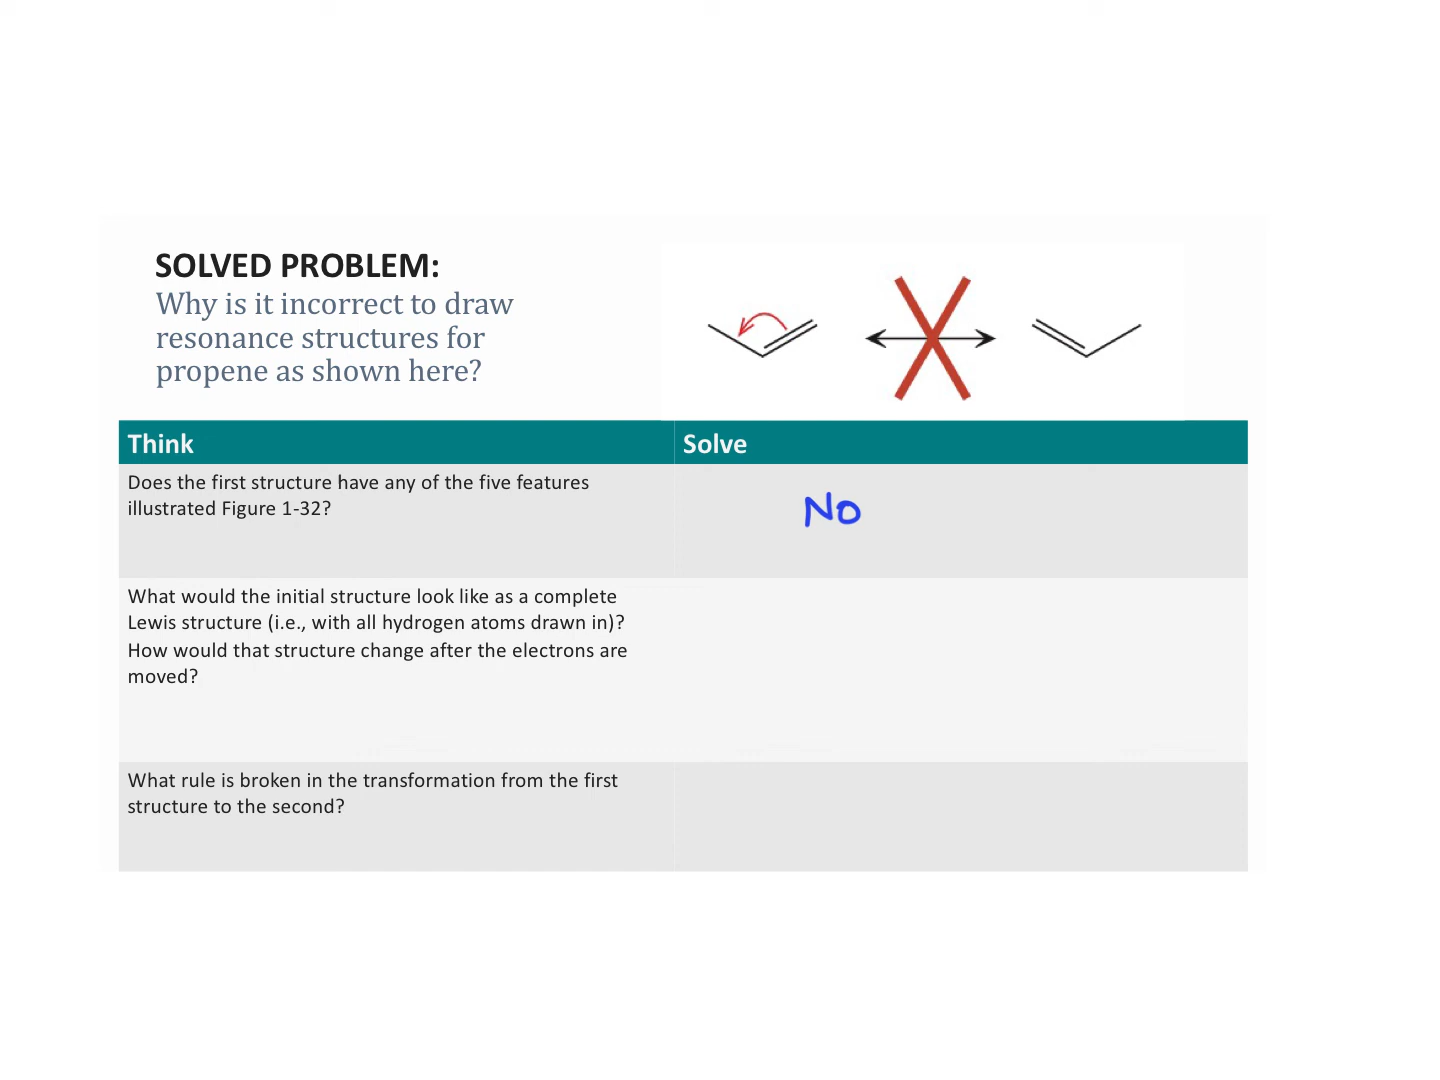 SOLVED PROBLEM:
Why is it incorrect to draw
resonance structures for
propene as shown here?
Think
Solve
Does the first structure have any of the five features
illustrated Figure 1-32?
No
What would the initial structure look like as a complete
Lewis structure (i.e., with all hydrogen atoms drawn in)?
How would that structure change after the electrons are
moved?
What rule is broken in the transformation from the first
structure to the second?